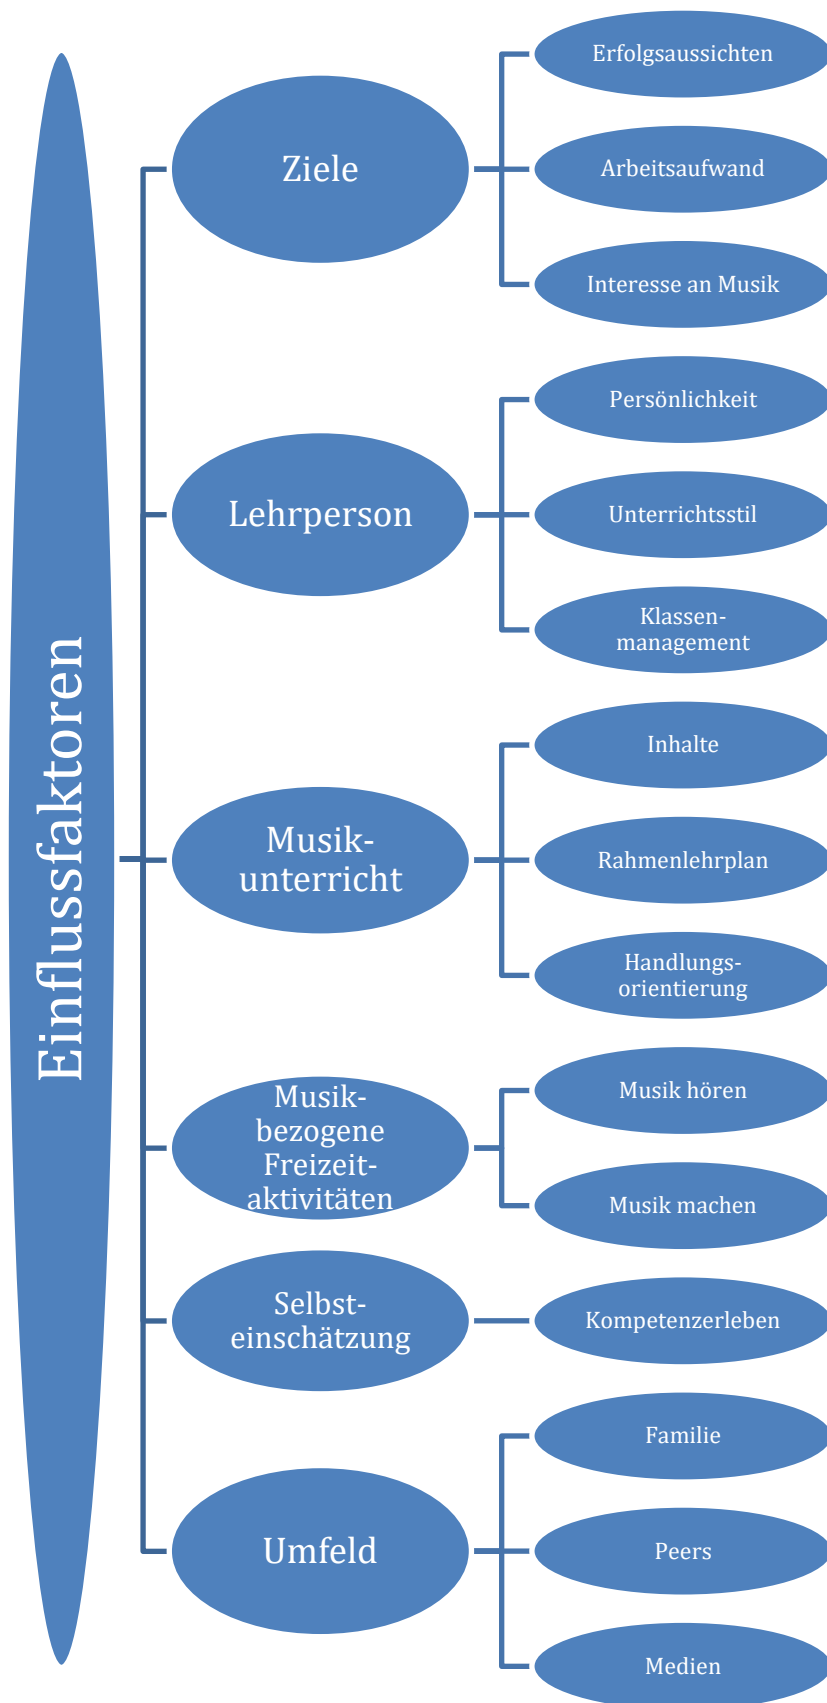 Einflussfaktoren
Ziele
Erfolgsaussichten
Arbeitsaufwand
Interesse an Musik
Lehrperson
Persönlichkeit
Unterrichtsstil
Klassen-
management
Musik-
unterricht
Inhalte
Rahmenlehrplan
Handlungs-
orientierung
Musik-
bezogene
Freizeit-
aktivitäten
Musik hören
Musik machen
Selbst-
einschätzung
Kompetenzerleben
Umfeld
Familie
Peers
Medien